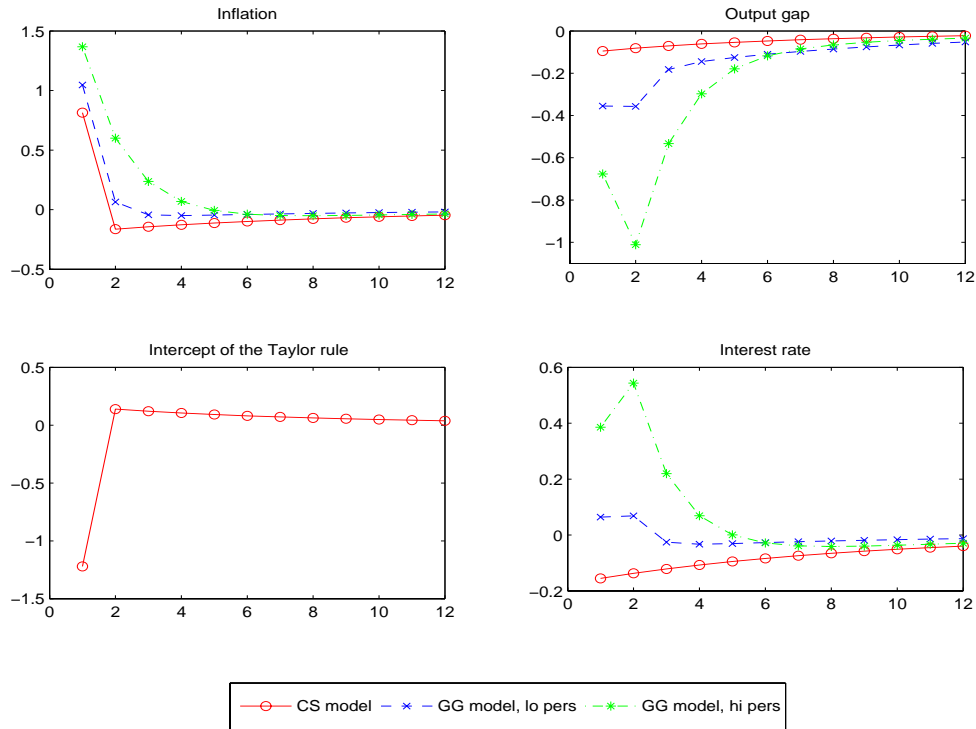 Inflation
1.5
1
0.5
0
−0.5
0 2 4 6 8 10 12
Output gap
0
−0.2
−0.4
−0.6
−0.8
−1
0 2 4 6 8 10 12
Intercept of the Taylor rule
0.5
0
−0.5
−1
−1.5
0 2 4 6 8 10 12
Interest rate
0.6
0.4
0.2
0
−0.2
0 2 4 6 8 10 12
CS model GG model, lo pers GG model, hi pers